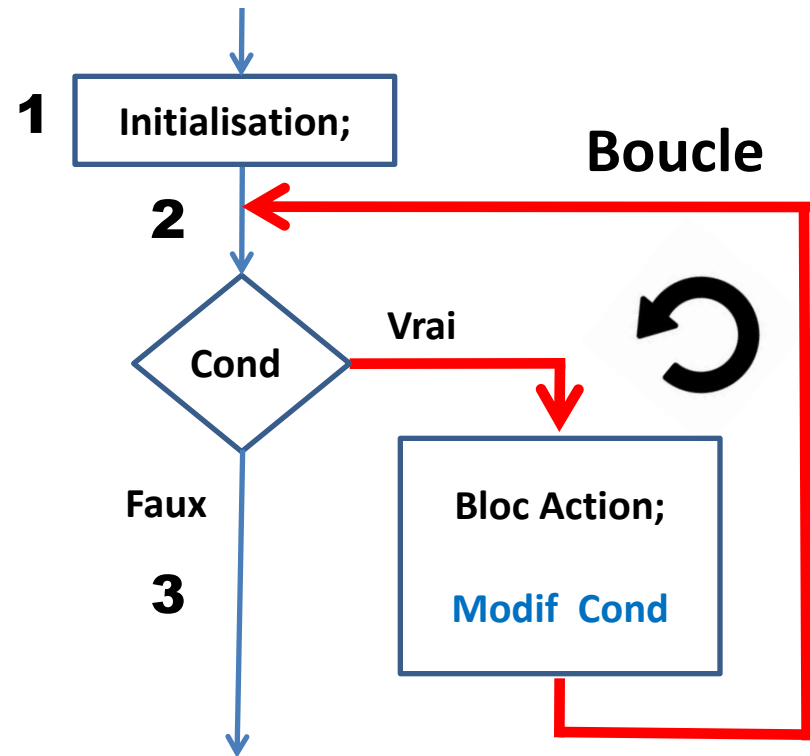 1
Initialisation;
Boucle
2
Vrai
Cond
Faux
Bloc Action;
3
Modif Cond